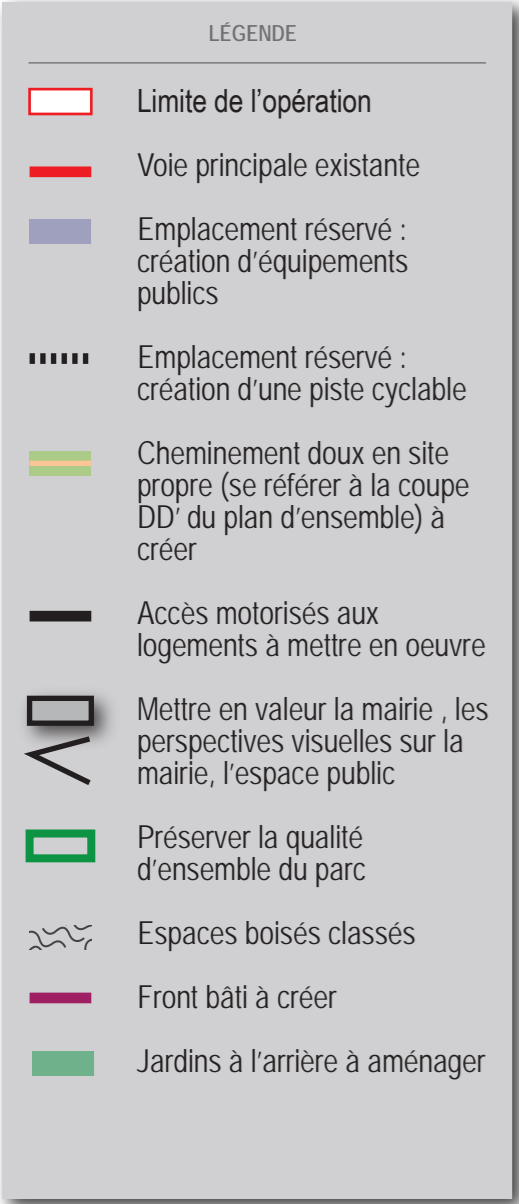 LÉGENDE
Limite de l'opération
Voie principale existante
Emplacement réservé :
création d'équipements
publics
Emplacement réservé :
création d'une piste cyclable
Cheminement doux en site
propre (se référer à la coupe
DD' du plan d'ensemble) à
créer
Accès motorisés aux
logements à mettre en oeuvre
Mettre en valeur la mairie , les
perspectives visuelles sur la
mairie, l'espace public
Préserver la qualité
d'ensemble du parc
Espaces boisés classés
Front bâti à créer
Jardins à l'arrière à aménager